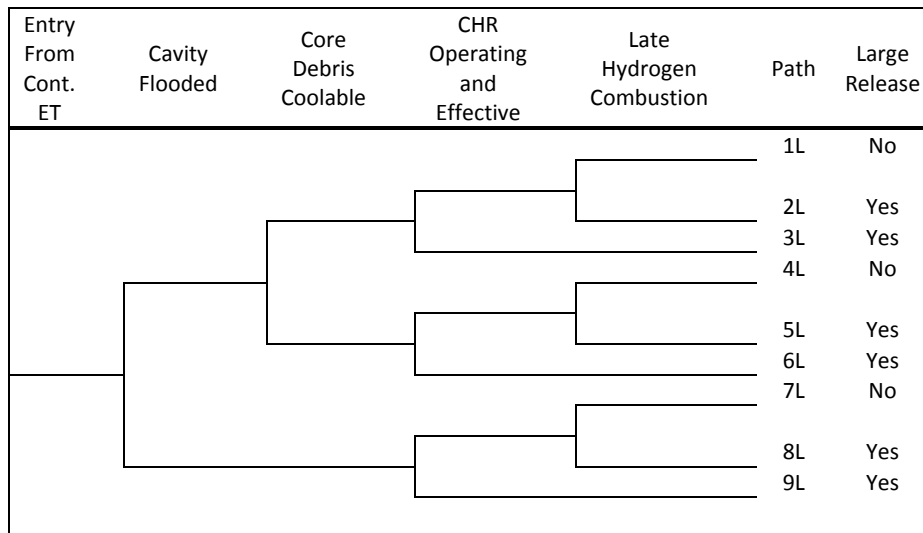 Entry
From
Cont.
ET
Cavity
Flooded
Core
Debris
Coolable
CHR
Operating
and
Effective
Late
Hydrogen
Combustion
Path
Large
Release
1L No
2L Yes
3L Yes
4L No
5L Yes
6L Yes
7L No
8L Yes
9L Yes